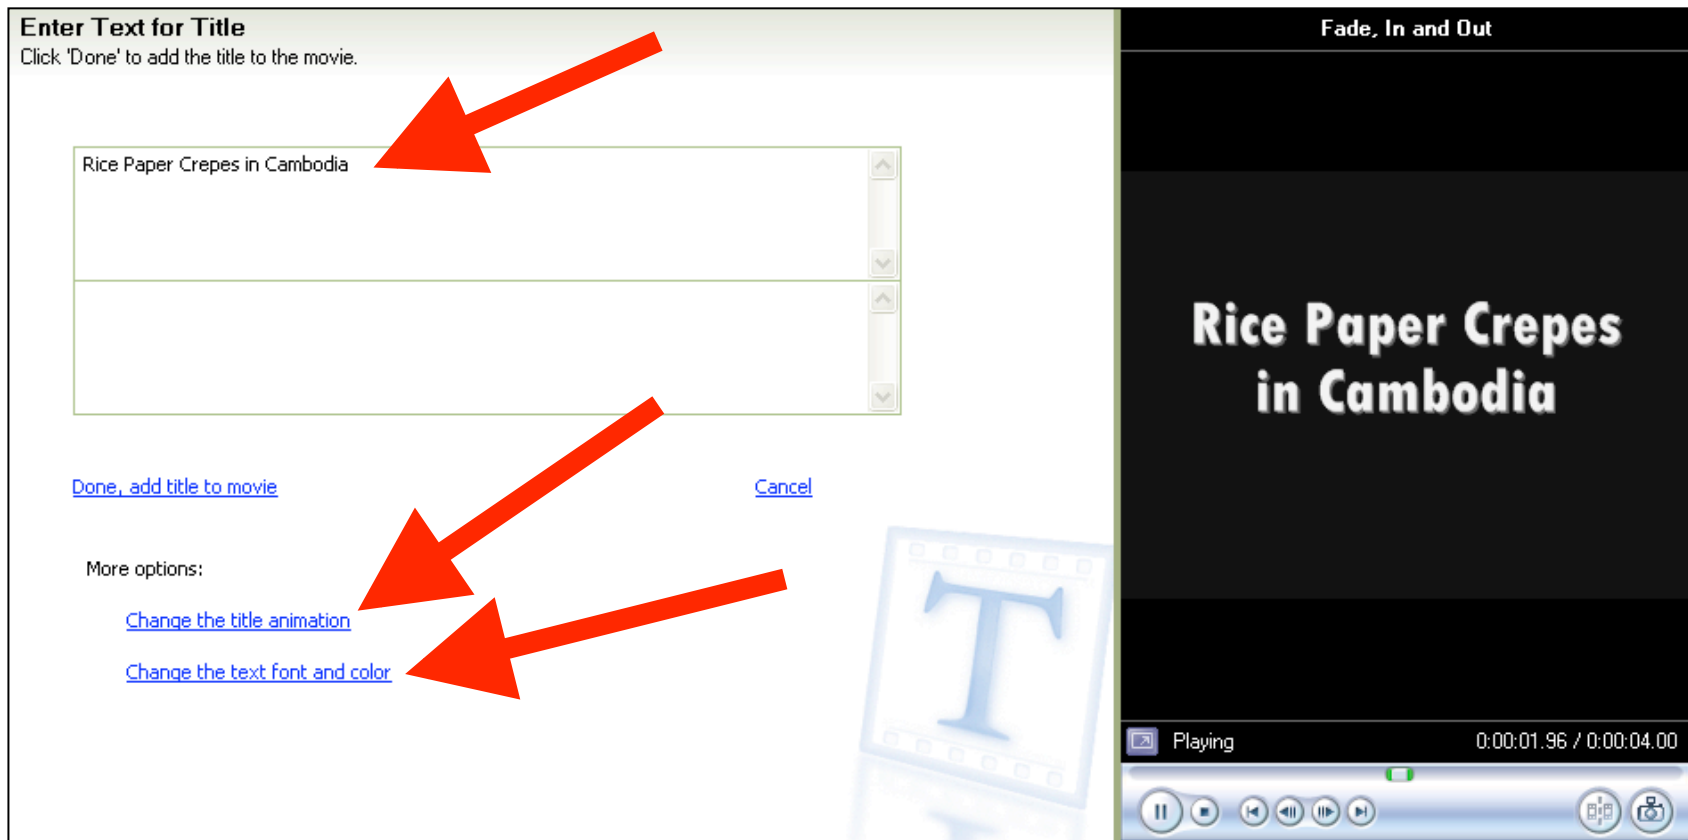 Enter Text for Title
Click 'Done' to add the title to the movie.
Rice Paper Crepes in Cambodia
Done, add title to movie
Cancel
More options:
Change the title animation
Change the text font and color
T
Fade, In and Out
Rice Paper Crepes
in Cambodia
Playing
0:00:01.96 / 0:00:04.00